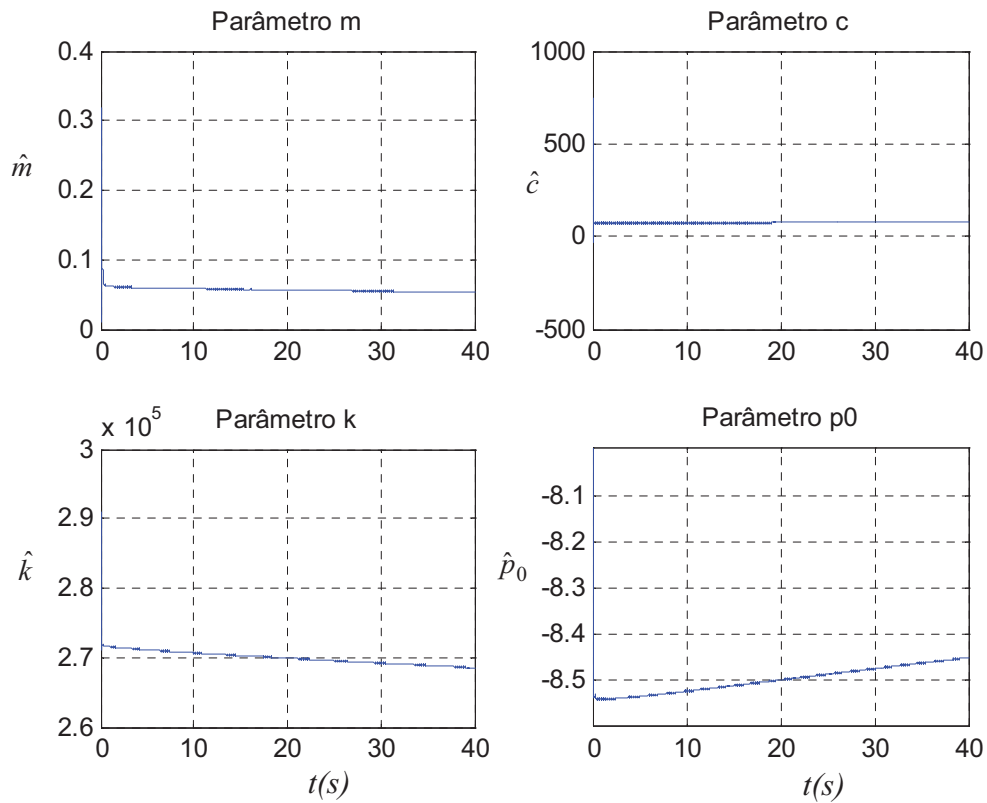 Parâmetro m
0.4
0.3
0.2
0.1
0
m̂
0 10 20 30 40
Parâmetro c
1000
500
0
-500
ĉ
0 10 20 30 40
Parâmetro k
x 10^5
3
2.9
2.8
2.7
2.6
k̂
0 10 20 30 40
t(s)
Parâmetro p0
-8.1
-8.2
-8.3
-8.4
-8.5
p̂₀
0 10 20 30 40
t(s)